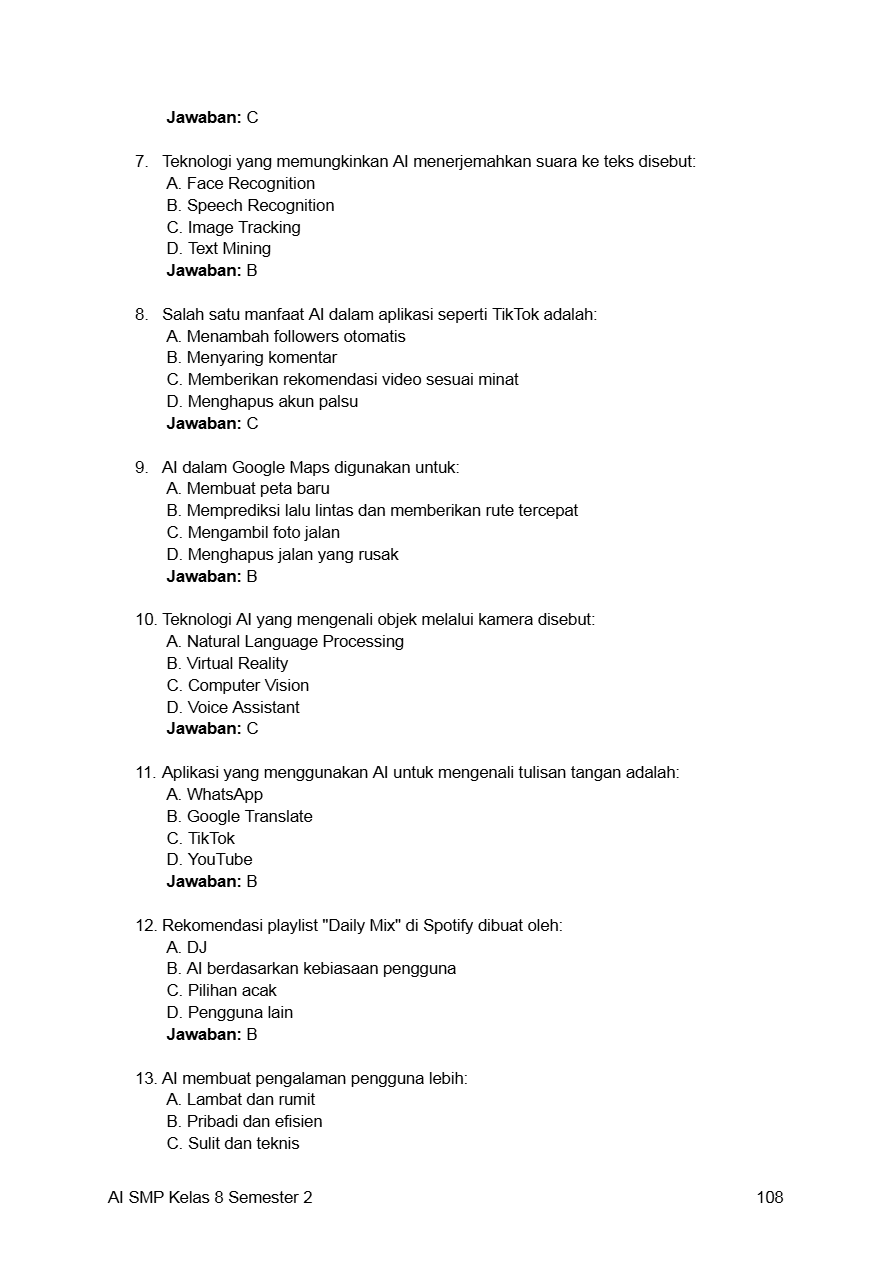 Jawaban: C
7. Teknologi yang memungkinkan AI menerjemahkan suara ke teks disebut:
A. Face Recognition
B. Speech Recognition
C. Image Tracking
D. Text Mining
Jawaban: B
8. Salah satu manfaat AI dalam aplikasi seperti TikTok adalah:
A. Menambah followers otomatis
B. Menyaring komentar
C. Memberikan rekomendasi video sesuai minat
D. Menghapus akun palsu
Jawaban: C
9. AI dalam Google Maps digunakan untuk:
A. Membuat peta baru
B. Memprediksi lalu lintas dan memberikan rute tercepat
C. Mengambil foto jalan
D. Menghapus jalan yang rusak
Jawaban: B
10. Teknologi AI yang mengenali objek melalui kamera disebut:
A. Natural Language Processing
B. Virtual Reality
C. Computer Vision
D. Voice Assistant
Jawaban: C
11. Aplikasi yang menggunakan AI untuk mengenali tulisan tangan adalah:
A. WhatsApp
B. Google Translate
C. TikTok
D. YouTube
Jawaban: B
12. Rekomendasi playlist "Daily Mix" di Spotify dibuat oleh:
A. DJ
B. AI berdasarkan kebiasaan pengguna
C. Pilihan acak
D. Pengguna lain
Jawaban: B
13. AI membuat pengalaman pengguna lebih:
A. Lambat dan rumit
B. Pribadi dan efisien
C. Sulit dan teknis
AI SMP Kelas 8 Semester 2 108